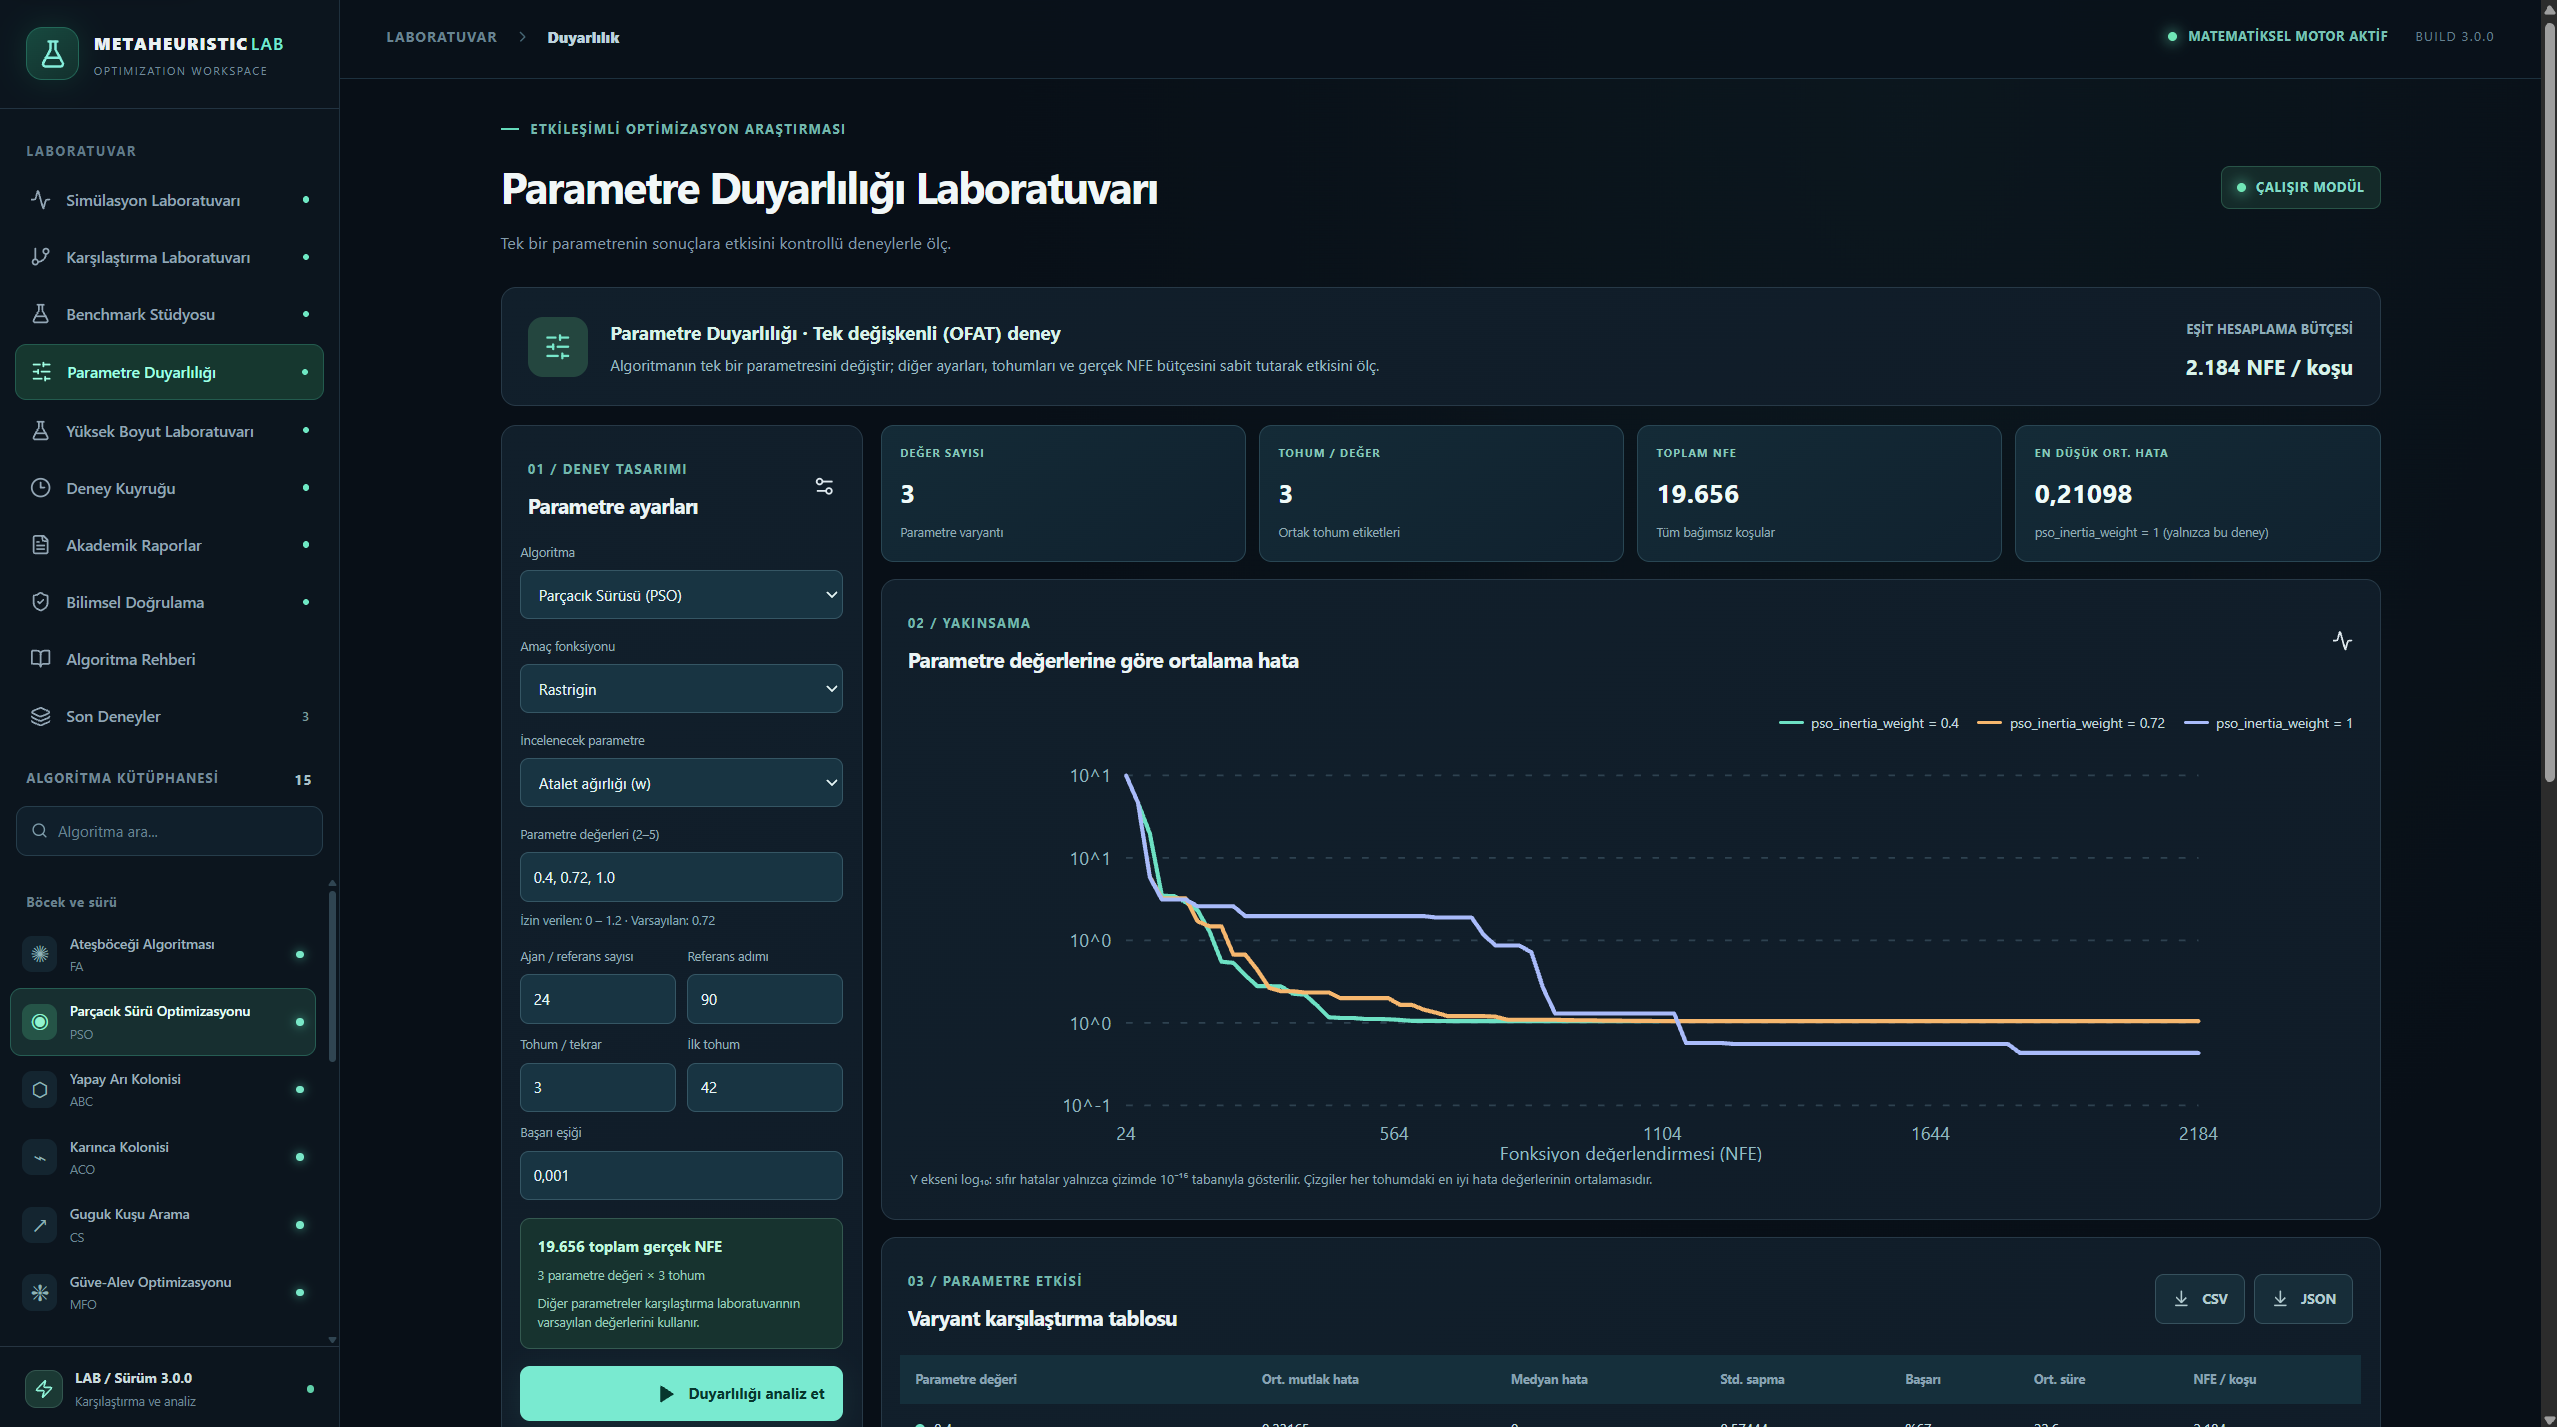 METAHEURISTIC LAB
OPTIMIZATION WORKSPACE
LABORATUVAR
Simülasyon Laboratuvarı
Karşılaştırma Laboratuvarı
Benchmark Stüdyosu
Parametre Duyarlılığı
Yüksek Boyut Laboratuvarı
Deney Kuyruğu
Akademik Raporlar
Bilimsel Doğrulama
Algoritma Rehberi
Son Deneyler 3
ALGORİTMA KÜTÜPHANESİ 15
Algoritma ara...
Böcek ve sürü
Ateşböceği Algoritması
FA
Parçacık Sürü Optimizasyonu
PSO
Yapay Arı Kolonisi
ABC
Karınca Kolonisi
ACO
Guguk Kuşu Arama
CS
Güve-Alev Optimizasyonu
MFO
LAB / Sürüm 3.0.0
Karşılaştırma ve analiz
LABORATUVAR > Duyarlılık
MATEMATİKSEL MOTOR AKTİF BUILD 3.0.0
ETKİLEŞİMLİ OPTİMİZASYON ARAŞTIRMASI
Parametre Duyarlılığı Laboratuvarı
ÇALIŞIR MODÜL
Tek bir parametrenin sonuçlara etkisini kontrollü deneylerle ölç.
Parametre Duyarlılığı · Tek değişkenli (OFAT) deney
Algoritmanın tek bir parametresini değiştir; diğer ayarları, tohumları ve gerçek NFE bütçesini sabit tutarak etkisini ölç.
EŞİT HESAPLAMA BÜTÇESİ
2.184 NFE / koşu
01 / DENEY TASARIMI
Parametre ayarları
Algoritma
Parçacık Sürüsü (PSO)
Amaç fonksiyonu
Rastrigin
İncelenecek parametre
Atalet ağırlığı (w)
Parametre değerleri (2–5)
0.4, 0.72, 1.0
İzin verilen: 0 – 1.2 · Varsayılan: 0.72
Ajan / referans sayısı Referans adımı
24 90
Tohum / tekrar İlk tohum
3 42
Başarı eşiği
0,001
19.656 toplam gerçek NFE
3 parametre değeri × 3 tohum
Diğer parametreler karşılaştırma laboratuvarının
varsayılan değerlerini kullanır.
Duyarlılığı analiz et
DEĞER SAYISI
3
Parametre varyantı
TOHUM / DEĞER
3
Ortak tohum etiketleri
TOPLAM NFE
19.656
Tüm bağımsız koşular
EN DÜŞÜK ORT. HATA
0,21098
pso_inertia_weight = 1 (yalnızca bu deney)
02 / YAKINSAMA
Parametre değerlerine göre ortalama hata
pso_inertia_weight = 0.4 pso_inertia_weight = 0.72 pso_inertia_weight = 1
10^1
10^1
10^0
10^0
10^-1
24 564 1104 1644 2184
Fonksiyon değerlendirmesi (NFE)
Y ekseni log₁₀: sıfır hatalar yalnızca çizimde 10⁻¹⁶ tabanıyla gösterilir. Çizgiler her tohumdaki en iyi hata değerlerinin ortalamasıdır.
03 / PARAMETRE ETKİSİ
Varyant karşılaştırma tablosu
CSV JSON
Parametre değeri Ort. mutlak hata Medyan hata Std. sapma Başarı Ort. süre NFE / koşu